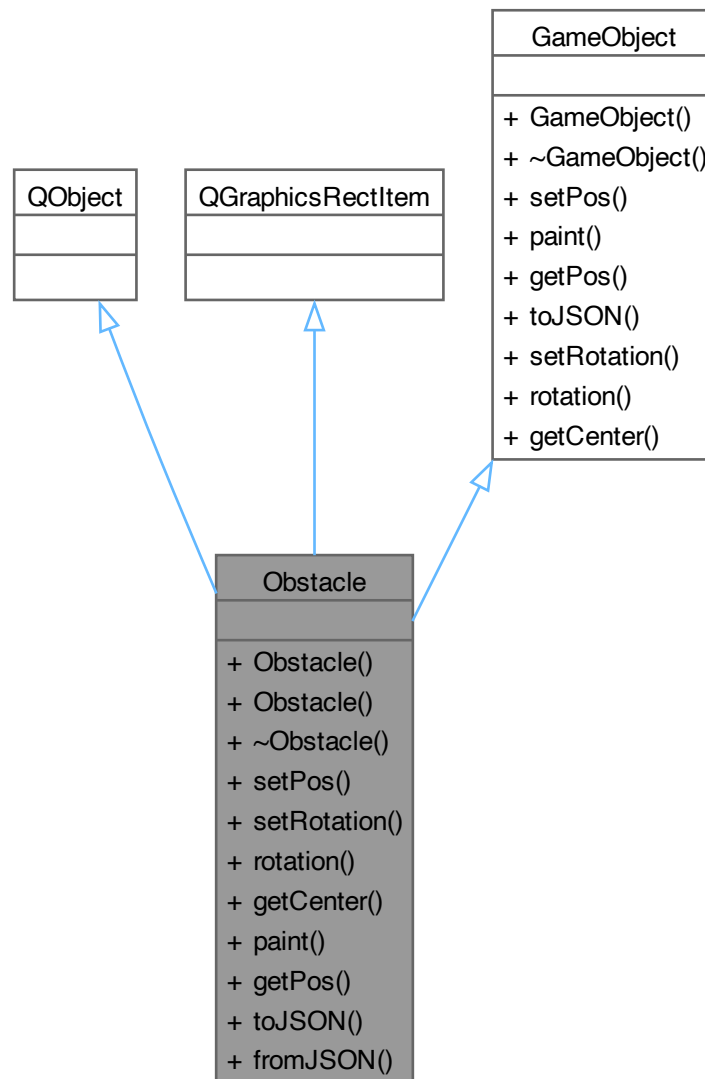 GameObject
+ GameObject()
+ ~GameObject()
+ setPos()
+ paint()
+ getPos()
+ toJSON()
+ setRotation()
+ rotation()
+ getCenter()
QObject
QGraphicsRectItem
Obstacle
+ Obstacle()
+ Obstacle()
+ ~Obstacle()
+ setPos()
+ setRotation()
+ rotation()
+ getCenter()
+ paint()
+ getPos()
+ toJSON()
+ fromJSON()